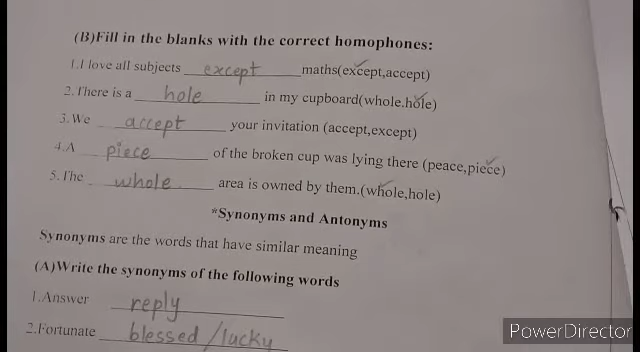 (B)Fill in the blanks with the correct homophones:
1.I love all subjects except maths(except,accept)
2.There is a hole in my cupboard(whole.hole)
3.We accept your invitation (accept,except)
4.A piece of the broken cup was lying there (peace,piece)
5.The whole area is owned by them.(whole,hole)
*Synonyms and Antonyms
Synonyms are the words that have similar meaning
(A)Write the synonyms of the following words
1.Answer reply
2.Fortunate blessed/lucky
PowerDirector